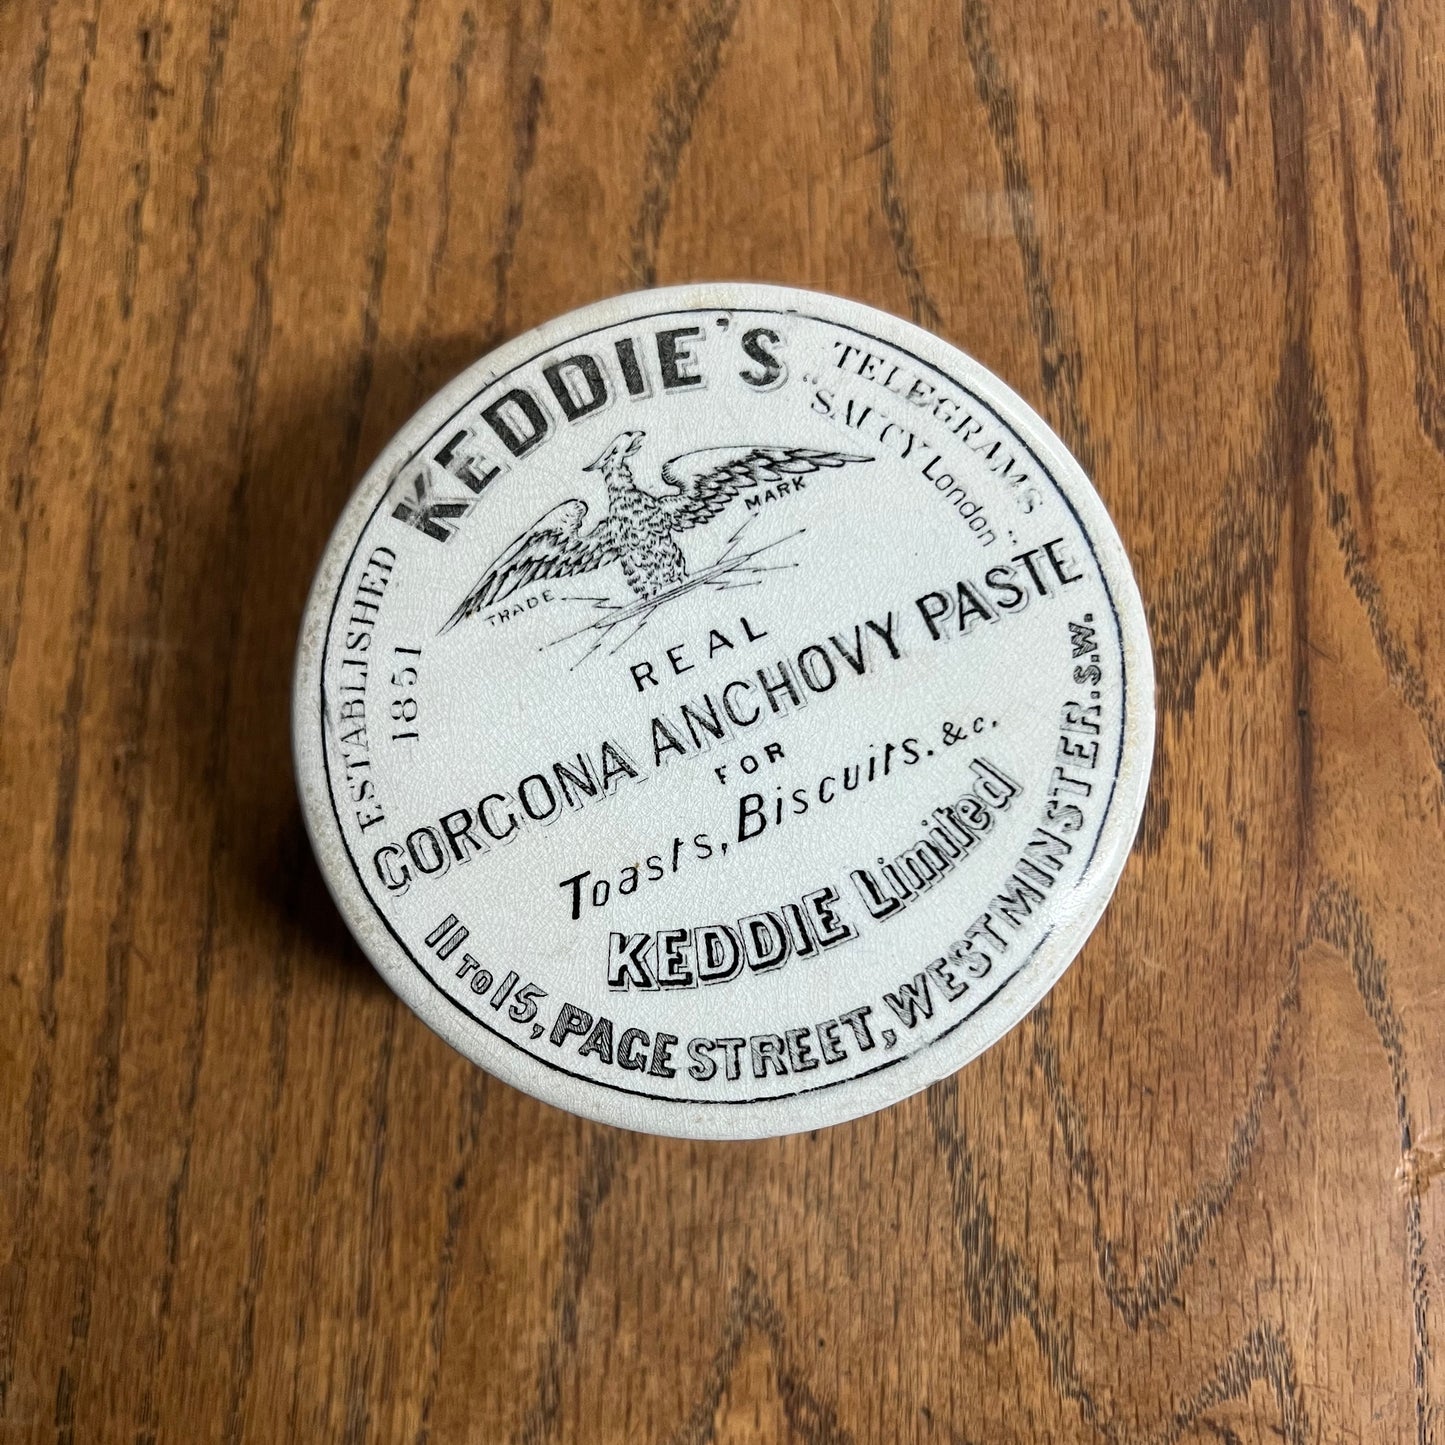 KEDDIE'S
TELEGRAMS
London"
ESTABLISHED
1851
TRADE
MARK
REAL
GORGONA ANCHOVY PASTE
FOR
Toasts, Biscuits. &c.
KEDDIE Limited
11 TO 15, PAGE STREET, WESTMINSTER. S.W.